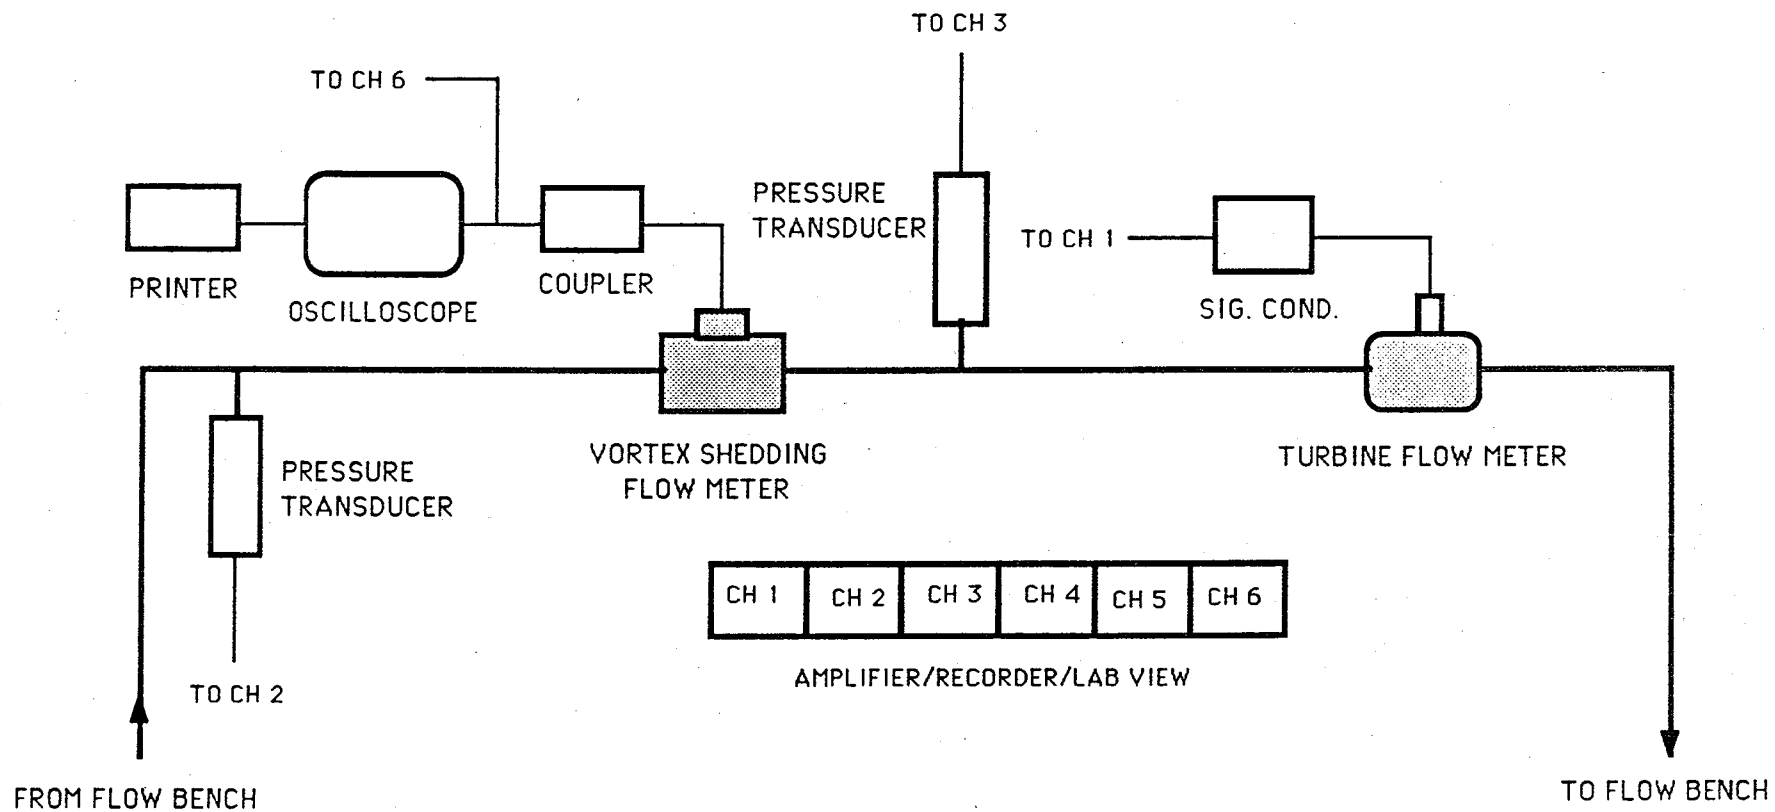 TO CH 3
TO CH 6
PRESSURE
TRANSDUCER
TO CH 1
PRINTER
OSCILLOSCOPE
COUPLER
SIG. COND.
VORTEX SHEDDING
FLOW METER
TURBINE FLOW METER
PRESSURE
TRANSDUCER
CH 1 CH 2 CH 3 CH 4 CH 5 CH 6
AMPLIFIER/RECORDER/LAB VIEW
TO CH 2
FROM FLOW BENCH
TO FLOW BENCH